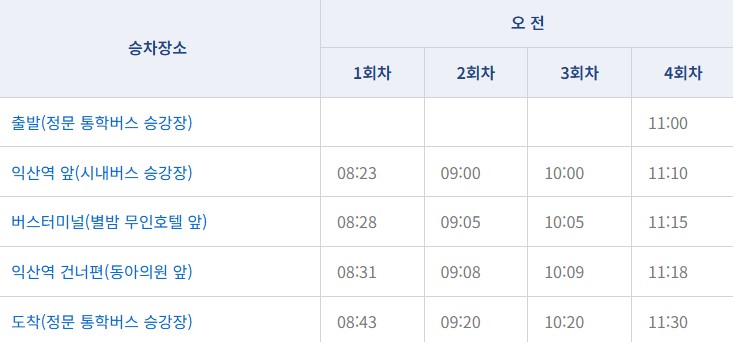 승차장소
오 전
1회차 2회차 3회차 4회차
출발(정문 통학버스 승강장) 11:00
익산역 앞(시내버스 승강장) 08:23 09:00 10:00 11:10
버스터미널(별밤 무인호텔 앞) 08:28 09:05 10:05 11:15
익산역 건너편(동아의원 앞) 08:31 09:08 10:09 11:18
도착(정문 통학버스 승강장) 08:43 09:20 10:20 11:30